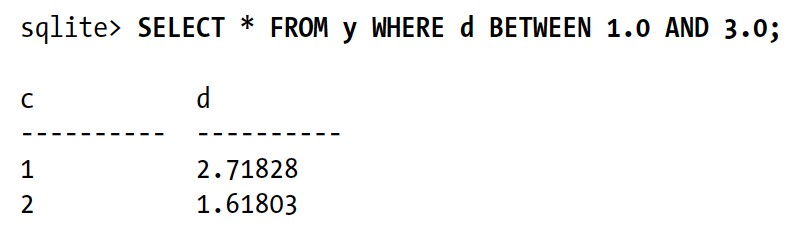 sqlite> SELECT * FROM y WHERE d BETWEEN 1.0 AND 3.0;
c          d
----------  ----------
1          2.71828
2          1.61803